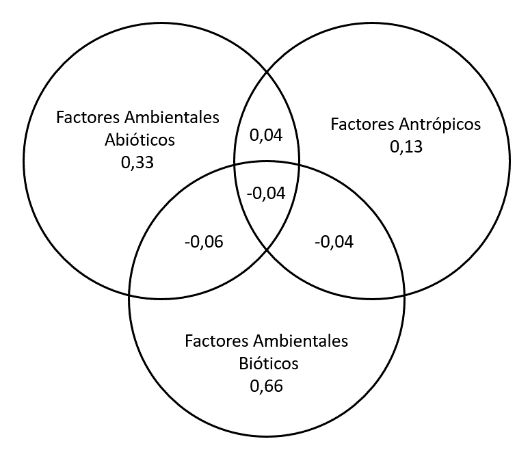 Factores Ambientales
Abióticos
0,33
0,04
Factores Antrópicos
0,13
-0,04
-0,06
-0,04
Factores Ambientales
Bióticos
0,66